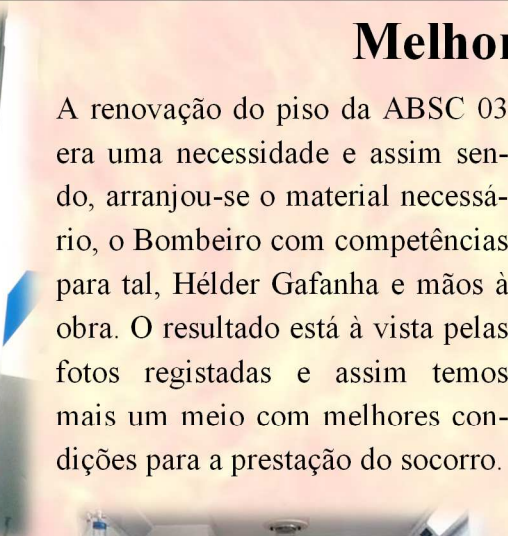 A renovação do piso da ABSC 03
era uma necessidade e assim sen-
do, arranjou-se o material necessá-
rio, o Bombeiro com competências
para tal, Hélder Gafanha e mãos à
obra. O resultado está à vista pelas
fotos registadas e assim temos
mais um meio com melhores con-
dições para a prestação do socorro.